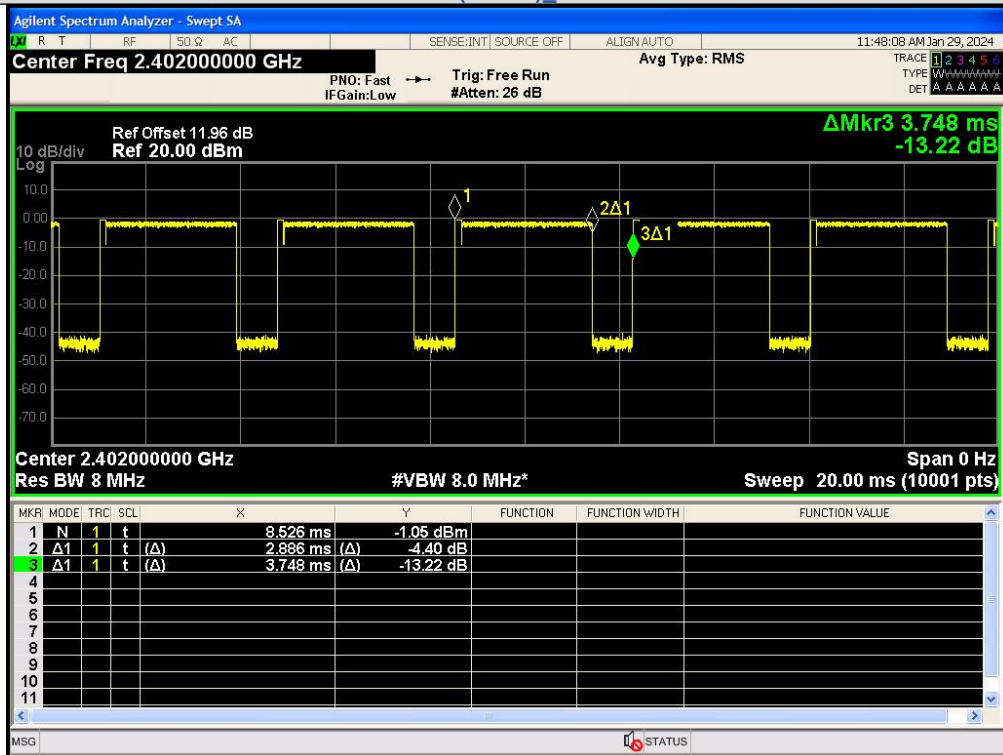 Agilent Spectrum Analyzer - Swept SA
LXI R T RF 50 Ω AC SENSE:INT SOURCE OFF ALIGN AUTO 11:48:08 AM Jan 29, 2024
Center Freq 2.402000000 GHz Avg Type: RMS TRACE 1 2 3 4 5 6
PNO: Fast Trig: Free Run TYPE WWWWWW
IFGain:Low #Atten: 26 dB DET A A A A A A
ΔMkr3 3.748 ms
-13.22 dB
Ref Offset 11.96 dB
10 dB/div Ref 20.00 dBm
Log
10.0
0.00
-10.0
-20.0
-30.0
-40.0
-50.0
-60.0
-70.0
1
2Δ1
3Δ1
Center 2.402000000 GHz Span 0 Hz
Res BW 8 MHz #VBW 8.0 MHz* Sweep 20.00 ms (10001 pts)
MKR MODE TRC SCL X Y FUNCTION FUNCTION WIDTH FUNCTION VALUE
1 N 1 t 8.526 ms -1.05 dBm
2 Δ1 1 t (Δ) 2.886 ms (Δ) -4.40 dB
3 Δ1 1 t (Δ) 3.748 ms (Δ) -13.22 dB
4
5
6
7
8
9
10
11
MSG STATUS